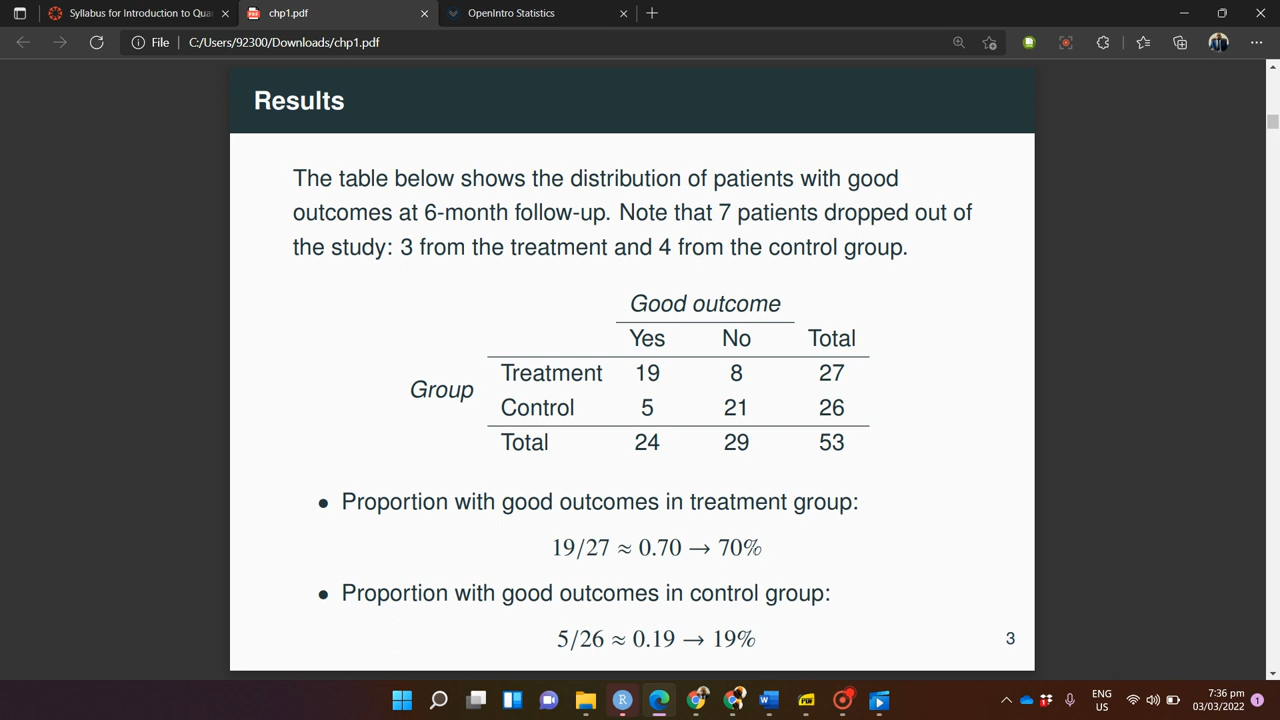 Syllabus for Introduction to Qua
chp1.pdf
OpenIntro Statistics
File
C:/Users/92300/Downloads/chp1.pdf
Results
The table below shows the distribution of patients with good
outcomes at 6-month follow-up. Note that 7 patients dropped out of
the study: 3 from the treatment and 4 from the control group.
Good outcome
Yes No Total
Group
Treatment 19 8 27
Control 5 21 26
Total 24 29 53
• Proportion with good outcomes in treatment group:
19/27 ≈ 0.70 → 70%
• Proportion with good outcomes in control group:
5/26 ≈ 0.19 → 19%
3
ENG
US
7:36 pm
03/03/2022
1